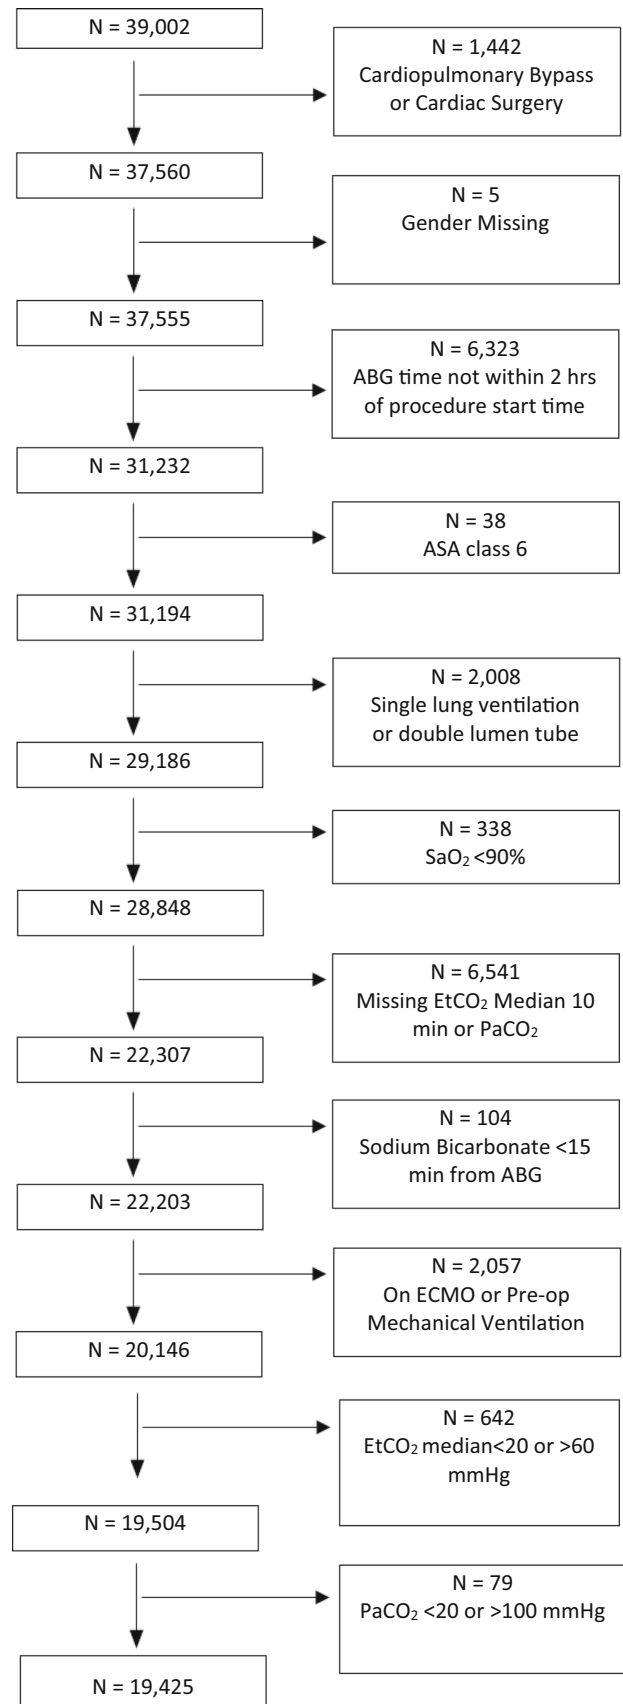 N = 39,002
N = 1,442
Cardiopulmonary Bypass
or Cardiac Surgery
N = 37,560
N = 5
Gender Missing
N = 37,555
N = 6,323
ABG time not within 2 hrs
of procedure start time
N = 31,232
N = 38
ASA class 6
N = 31,194
N = 2,008
Single lung ventilation
or double lumen tube
N = 29,186
N = 338
SaO₂ <90%
N = 28,848
N = 6,541
Missing EtCO₂ Median 10
min or PaCO₂
N = 22,307
N = 104
Sodium Bicarbonate <15
min from ABG
N = 22,203
N = 2,057
On ECMO or Pre-op
Mechanical Ventilation
N = 20,146
N = 642
EtCO₂ median<20 or >60
mmHg
N = 19,504
N = 79
PaCO₂ <20 or >100 mmHg
N = 19,425